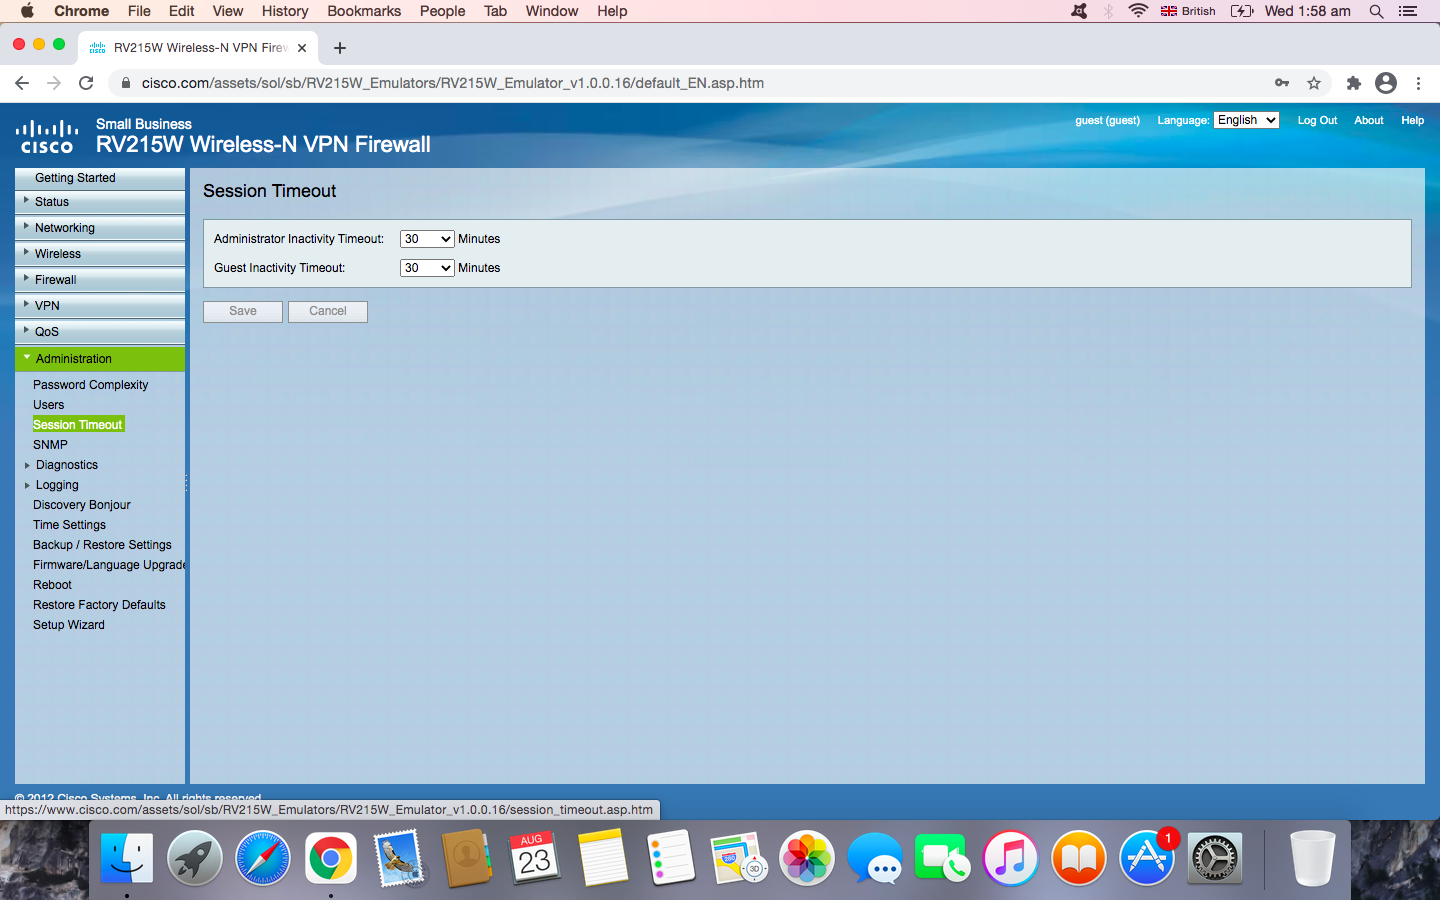 Chrome File Edit View History Bookmarks People Tab Window Help British Wed 1:58 am
RV215W Wireless-N VPN Firew
cisco.com/assets/sol/sb/RV215W_Emulators/RV215W_Emulator_v1.0.0.16/default_EN.asp.htm
Small Business
cisco RV215W Wireless-N VPN Firewall
guest (guest) Language: English Log Out About Help
Getting Started
Status
Networking
Wireless
Firewall
VPN
QoS
Administration
Password Complexity
Users
Session Timeout
SNMP
Diagnostics
Logging
Discovery Bonjour
Time Settings
Backup / Restore Settings
Firmware/Language Upgrade
Reboot
Restore Factory Defaults
Setup Wizard
Session Timeout
Administrator Inactivity Timeout: 30 Minutes
Guest Inactivity Timeout: 30 Minutes
Save Cancel
© 2012 Cisco Systems, Inc. All rights reserved.
https://www.cisco.com/assets/sol/sb/RV215W_Emulators/RV215W_Emulator_v1.0.0.16/session_timeout.asp.htm
AUG
23
280
3D
1